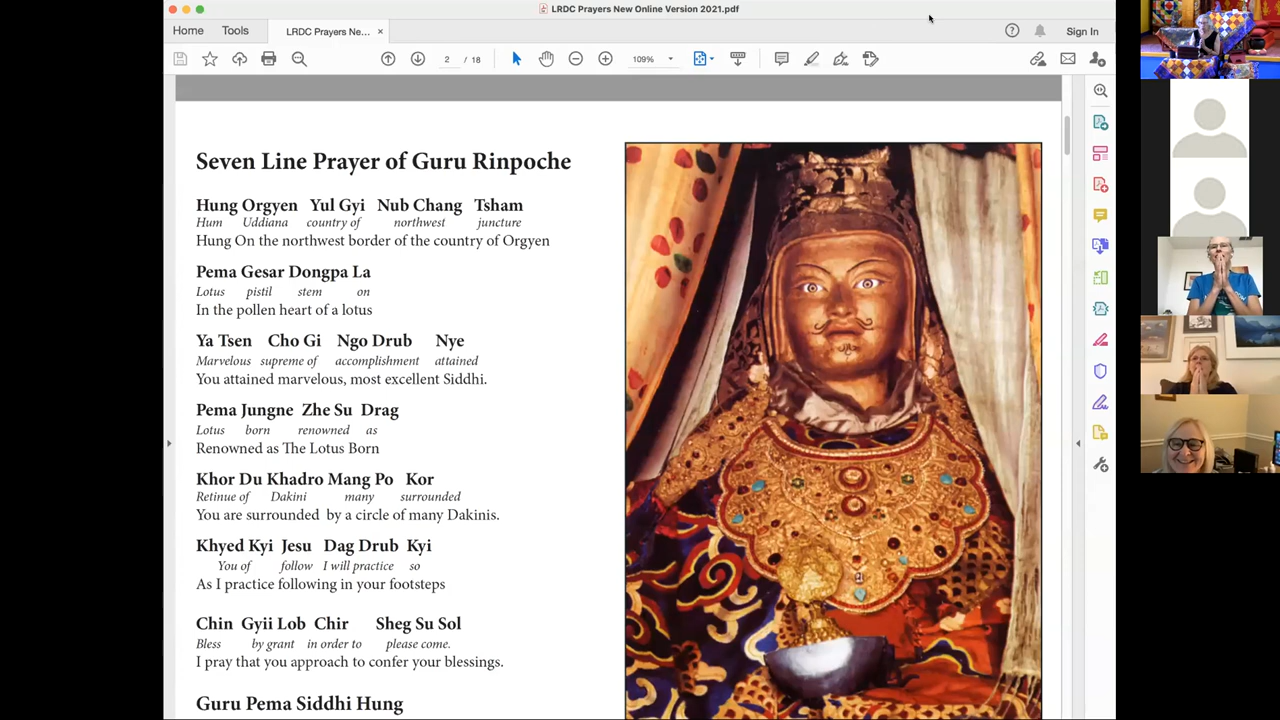 LRDC Prayers New Online Version 2021.pdf
Home Tools LRDC Prayers Ne... × Sign In
2 / 18 109%
Seven Line Prayer of Guru Rinpoche
Hung Orgyen Yul Gyi Nub Chang Tsham
Hum Uddiana country of northwest juncture
Hung On the northwest border of the country of Orgyen
Pema Gesar Dongpa La
Lotus pistil stem on
In the pollen heart of a lotus
Ya Tsen Cho Gi Ngo Drub Nye
Marvelous supreme of accomplishment attained
You attained marvelous, most excellent Siddhi.
Pema Jungne Zhe Su Drag
Lotus born renowned as
Renowned as The Lotus Born
Khor Du Khadro Mang Po Kor
Retinue of Dakini many surrounded
You are surrounded by a circle of many Dakinis.
Khyed Kyi Jesu Dag Drub Kyi
You of follow I will practice so
As I practice following in your footsteps
Chin Gyii Lob Chir Sheg Su Sol
Bless by grant in order to please come.
I pray that you approach to confer your blessings.
Guru Pema Siddhi Hung